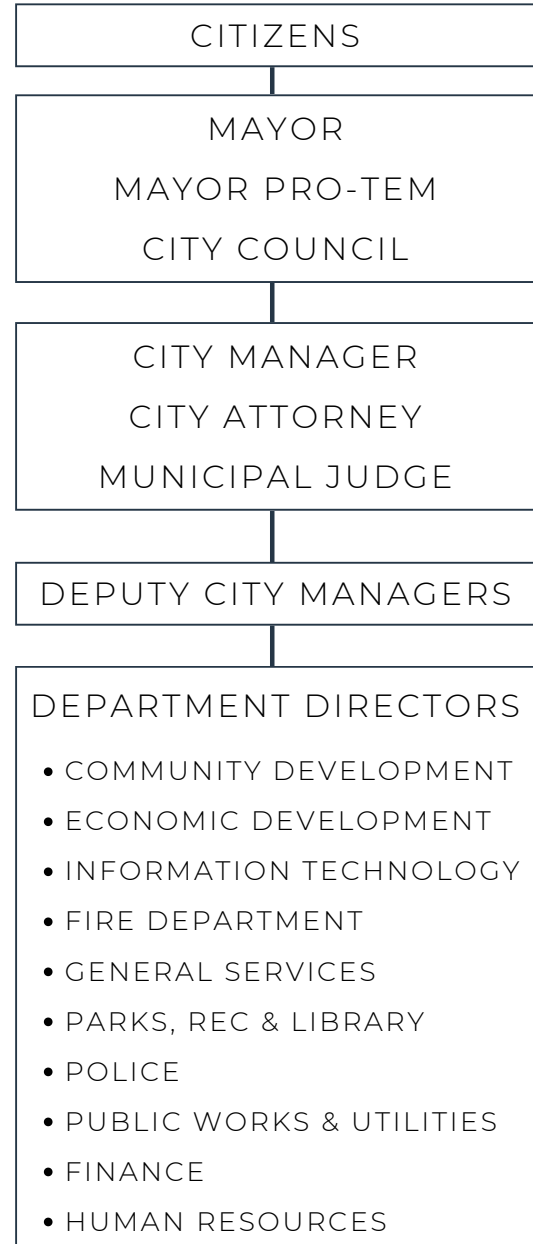 CITIZENS
MAYOR
MAYOR PRO-TEM
CITY COUNCIL
CITY MANAGER
CITY ATTORNEY
MUNICIPAL JUDGE
DEPUTY CITY MANAGERS
DEPARTMENT DIRECTORS
• COMMUNITY DEVELOPMENT
• ECONOMIC DEVELOPMENT
• INFORMATION TECHNOLOGY
• FIRE DEPARTMENT
• GENERAL SERVICES
• PARKS, REC & LIBRARY
• POLICE
• PUBLIC WORKS & UTILITIES
• FINANCE
• HUMAN RESOURCES